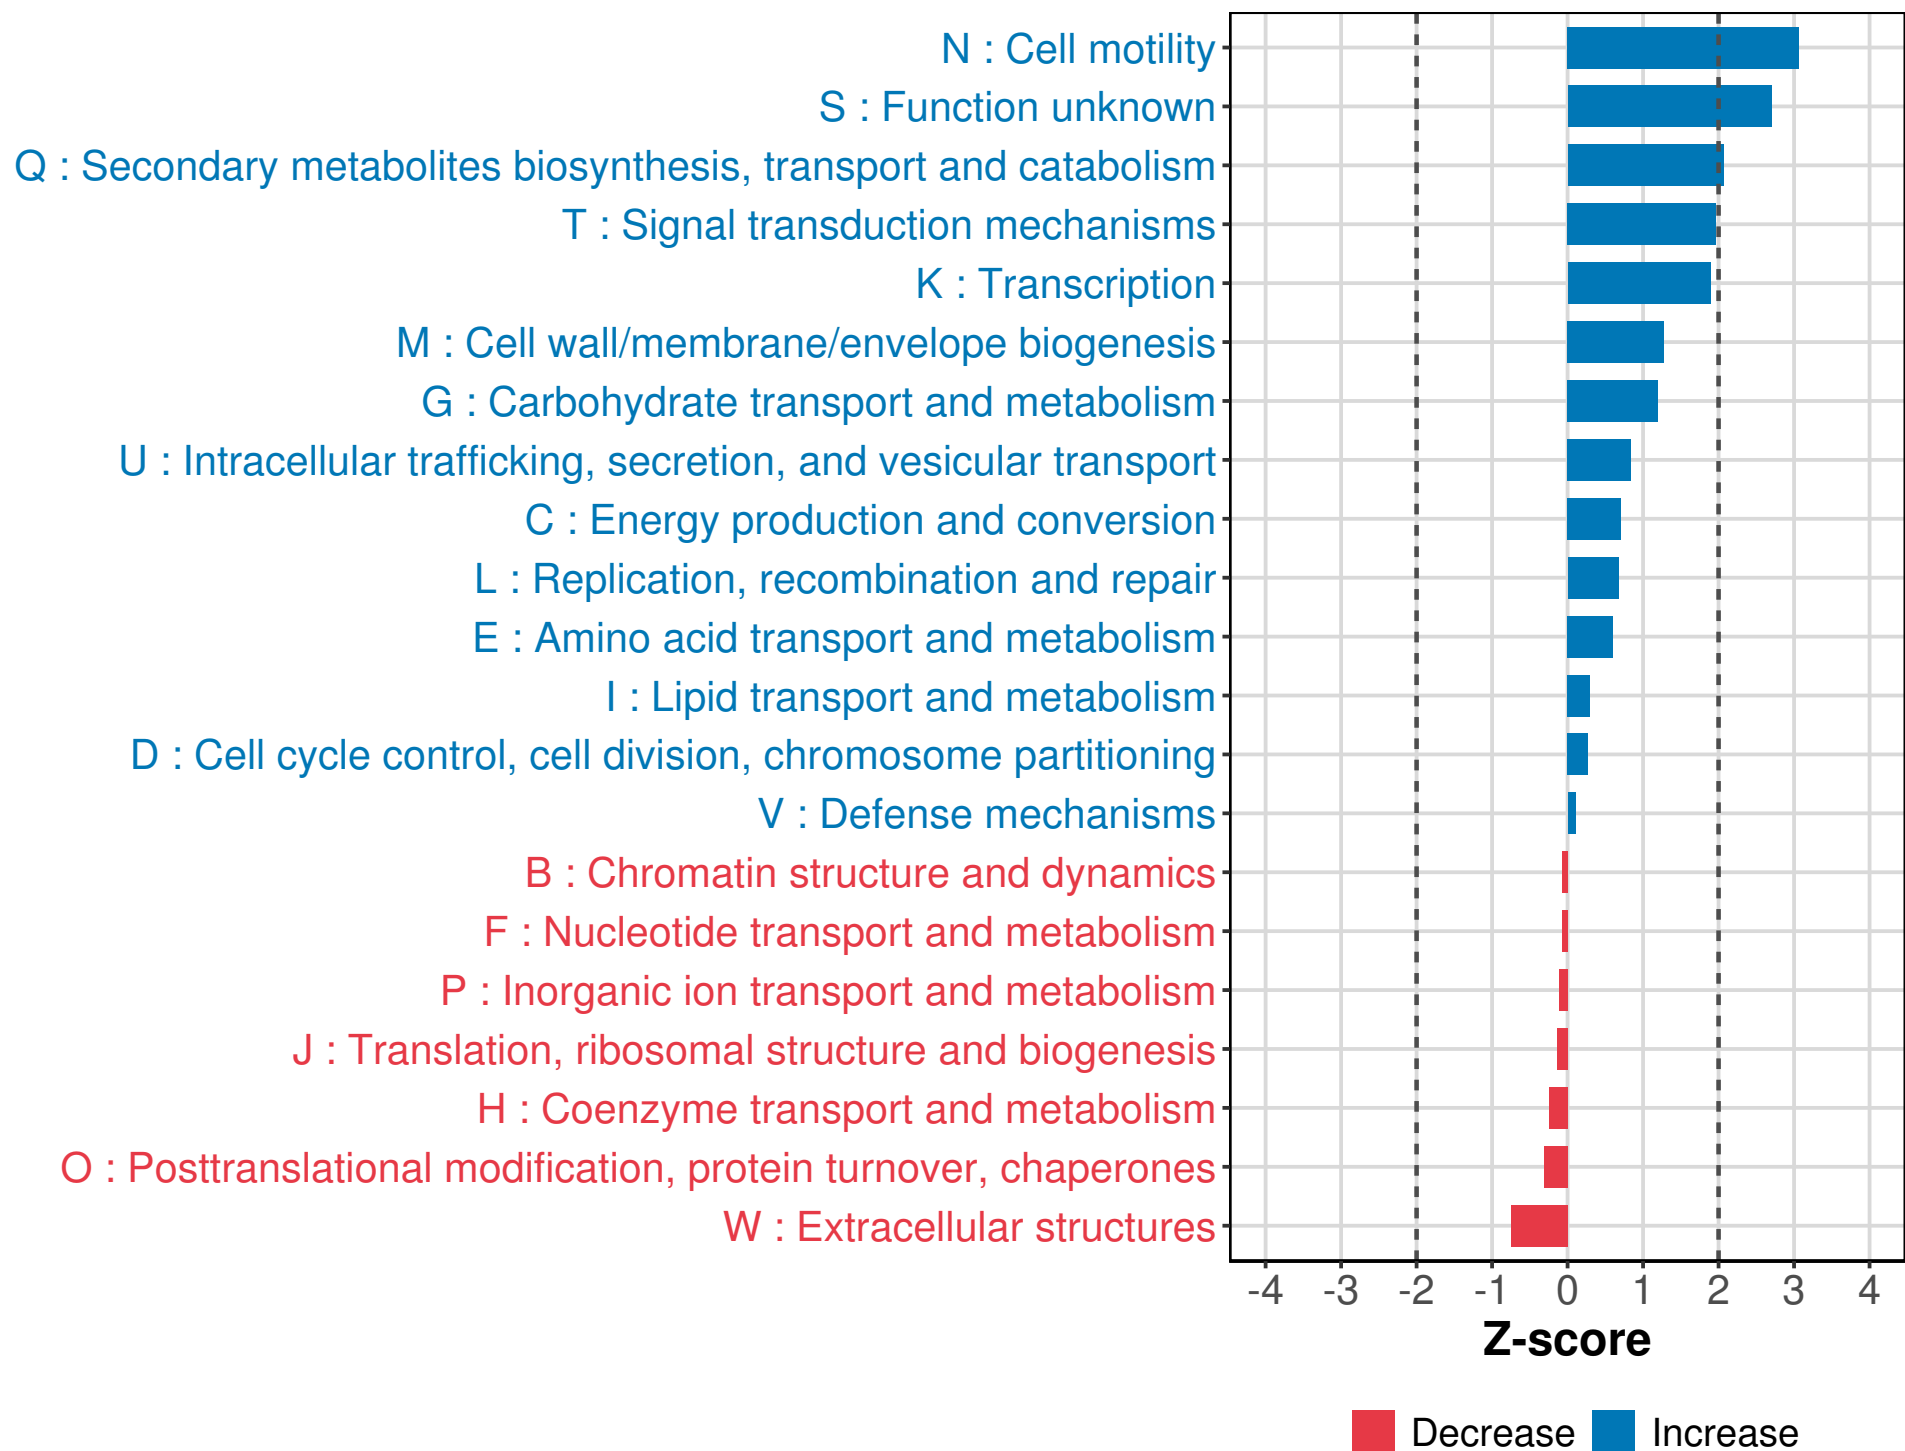 N : Cell motility
S : Function unknown
Q : Secondary metabolites biosynthesis, transport and catabolism
T : Signal transduction mechanisms
K : Transcription
M : Cell wall/membrane/envelope biogenesis
G : Carbohydrate transport and metabolism
U : Intracellular trafficking, secretion, and vesicular transport
C : Energy production and conversion
L : Replication, recombination and repair
E : Amino acid transport and metabolism
I : Lipid transport and metabolism
D : Cell cycle control, cell division, chromosome partitioning
V : Defense mechanisms
B : Chromatin structure and dynamics
F : Nucleotide transport and metabolism
P : Inorganic ion transport and metabolism
J : Translation, ribosomal structure and biogenesis
H : Coenzyme transport and metabolism
O : Posttranslational modification, protein turnover, chaperones
W : Extracellular structures
-4 -3 -2 -1 0 1 2 3 4
Z-score
Decrease Increase